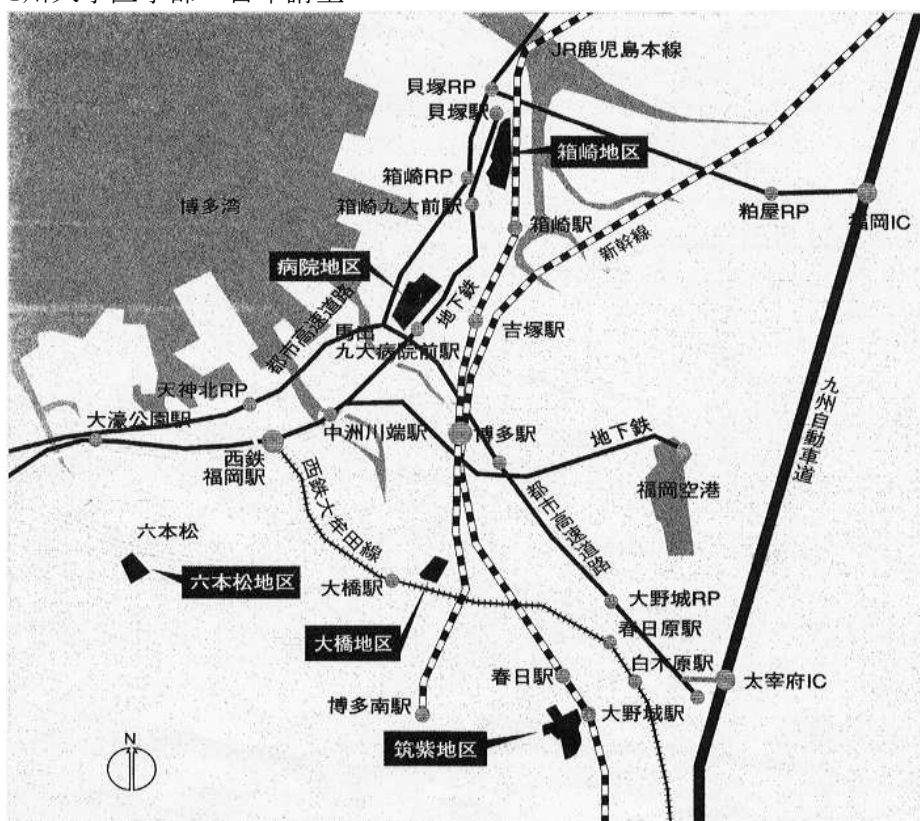 JR鹿児島本線
貝塚RP
貝塚駅
箱崎地区
箱崎RP
箱崎九大前駅
博多湾
箱崎駅
粕屋RP
福岡IC
新幹線
病院地区
都市高速道路
地下鉄
馬出
九大病院前駅
吉塚駅
天神北RP
大濠公園駅
中洲川端駅
博多駅
地下鉄
九州自動車道
西鉄
福岡駅
福岡空港
西鉄大牟田線
都市高速道路
六本松
六本松地区
大橋駅
大野城RP
春日原駅
大橋地区
白木原駅
春日駅
太宰府IC
博多南駅
大野城駅
筑紫地区
N